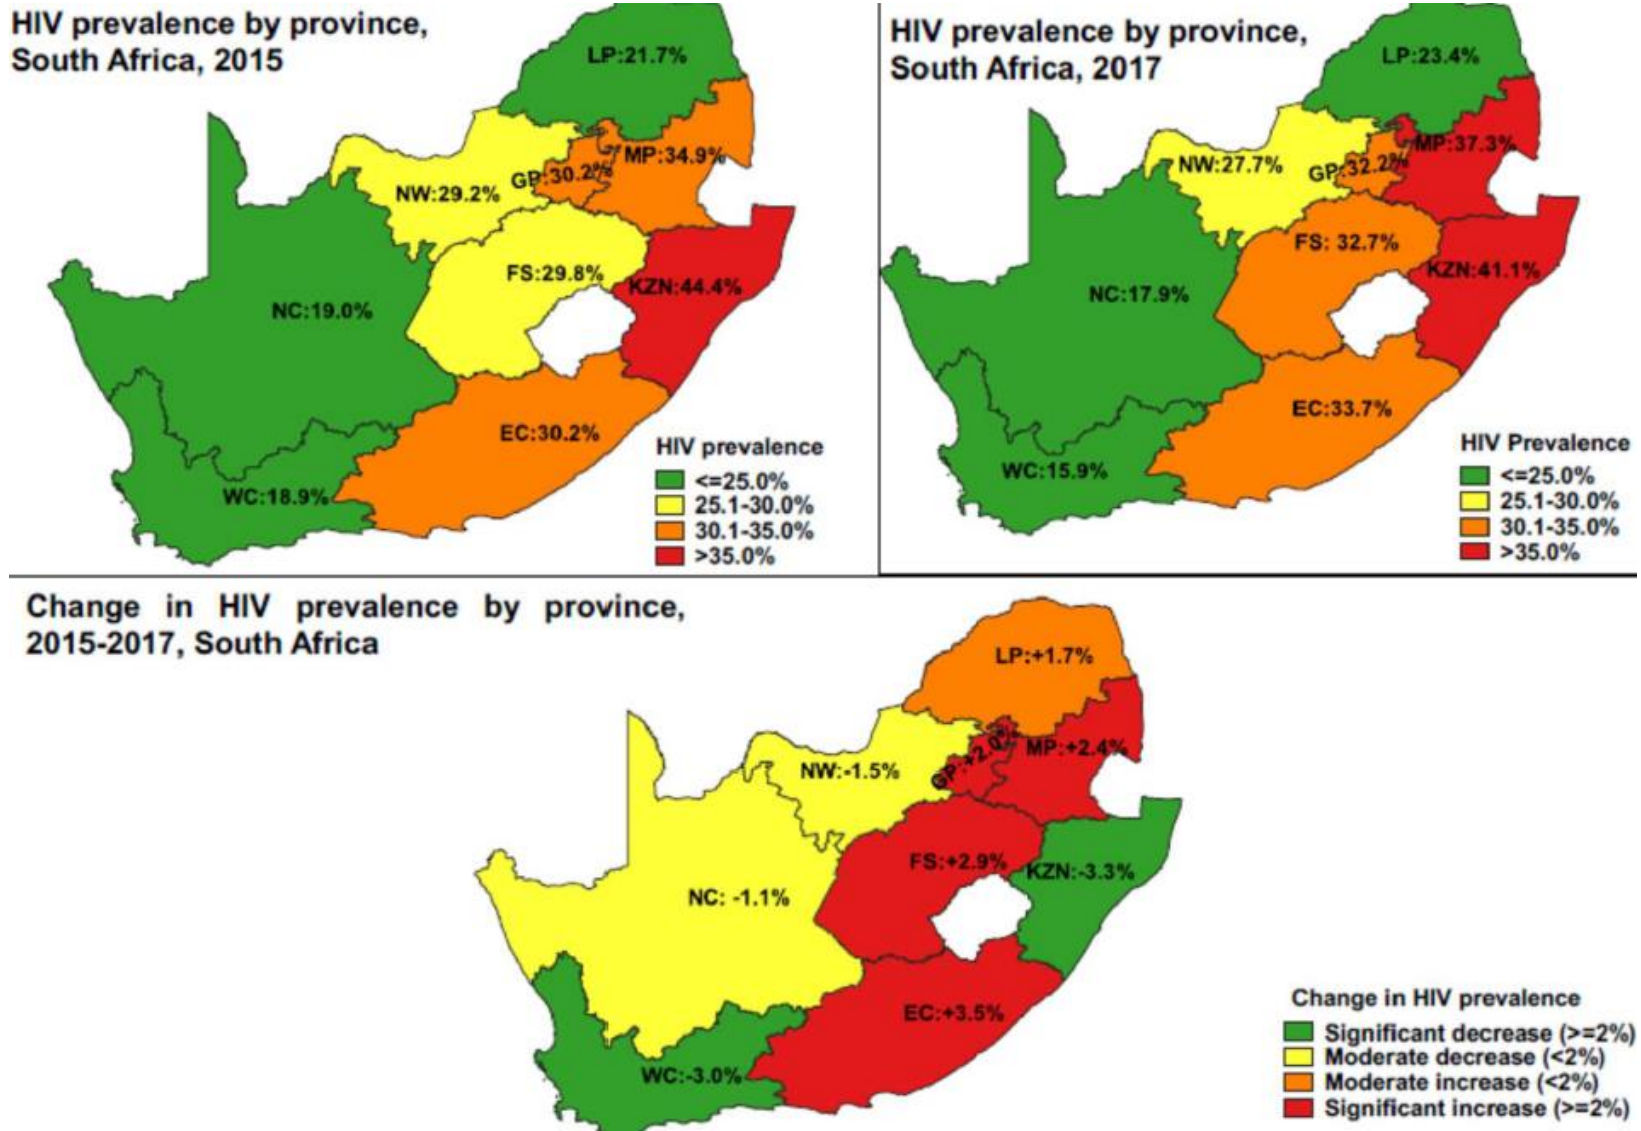 HIV prevalence by province,
South Africa, 2015
LP:21.7%
MP:34.9%
GP:30.2%
NW:29.2%
FS:29.8%
KZN:44.4%
NC:19.0%
EC:30.2%
WC:18.9%
HIV prevalence
<=25.0%
25.1-30.0%
30.1-35.0%
>35.0%
HIV prevalence by province,
South Africa, 2017
LP:23.4%
MP:37.3%
NW:27.7%
GP:32.2%
FS: 32.7%
KZN:41.1%
NC:17.9%
EC:33.7%
WC:15.9%
HIV Prevalence
<=25.0%
25.1-30.0%
30.1-35.0%
>35.0%
Change in HIV prevalence by province,
2015-2017, South Africa
LP:+1.7%
MP:+2.4%
GP:+2.0%
NW:-1.5%
FS:+2.9%
KZN:-3.3%
NC: -1.1%
EC:+3.5%
WC:-3.0%
Change in HIV prevalence
Significant decrease (>=2%)
Moderate decrease (<2%)
Moderate increase (<2%)
Significant increase (>=2%)